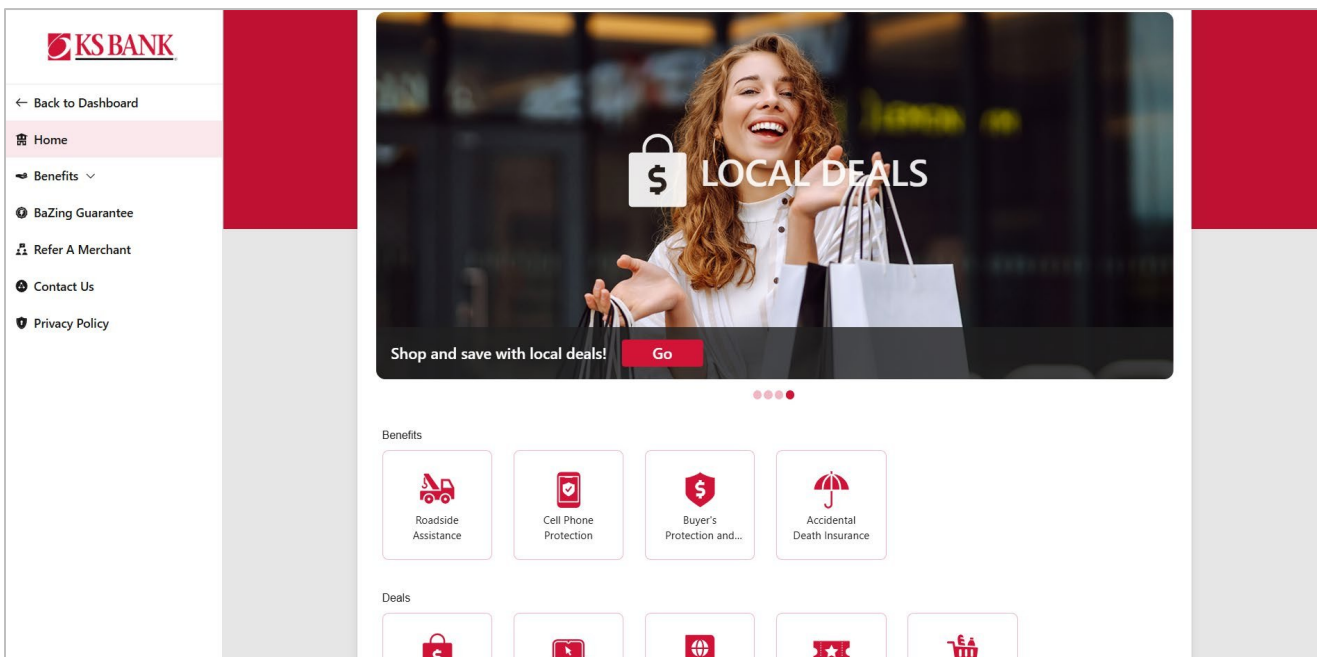 KS BANK
Back to Dashboard
Home
Benefits
BaZing Guarantee
Refer A Merchant
Contact Us
Privacy Policy
$ LOCAL DEALS
Shop and save with local deals!
Go
Benefits
Roadside
Assistance
Cell Phone
Protection
$
Buyer's
Protection and...
Accidental
Death Insurance
Deals
$